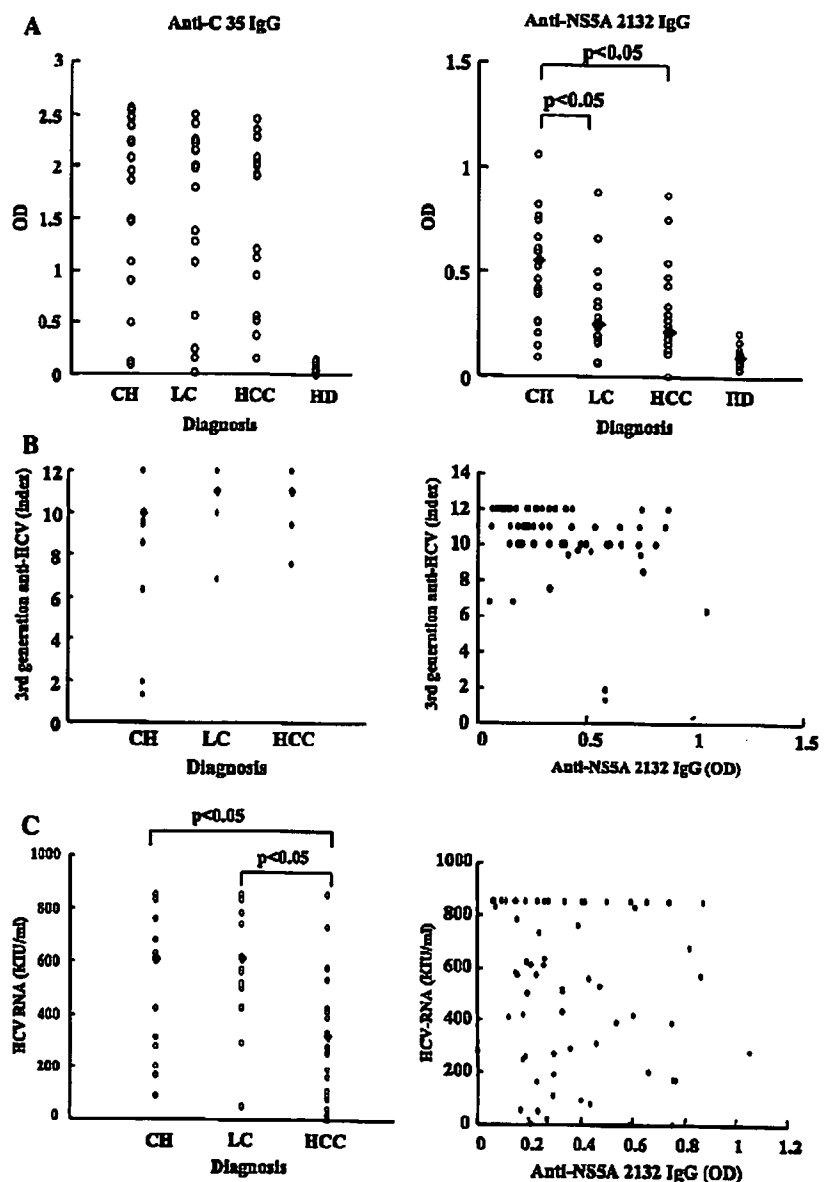 A
Anti-C 35 IgG
Anti-NS5A 2132 IgG
3
2.5
2
1.5
1
0.5
0
OD
CH LC HCC HD
Diagnosis
1.5
1
0.5
0
OD
p<0.05
p<0.05
CH LC HCC HD
Diagnosis
B
12
10
8
6
4
2
0
3rd generation anti-HCV (index)
CH LC HCC
Diagnosis
14
12
10
8
6
4
2
0
3rd generation anti-HCV (index)
0 0.5 1 1.5
Anti-NS5A 2132 IgG (OD)
C
p<0.05
p<0.05
1000
800
600
400
200
0
HCV RNA (KIU/ml)
CH LC HCC
Diagnosis
1000
800
600
400
200
0
HCV-RNA (KIU/ml)
0 0.2 0.4 0.6 0.8 1 1.2
Anti-NS5A 2132 IgG (OD)